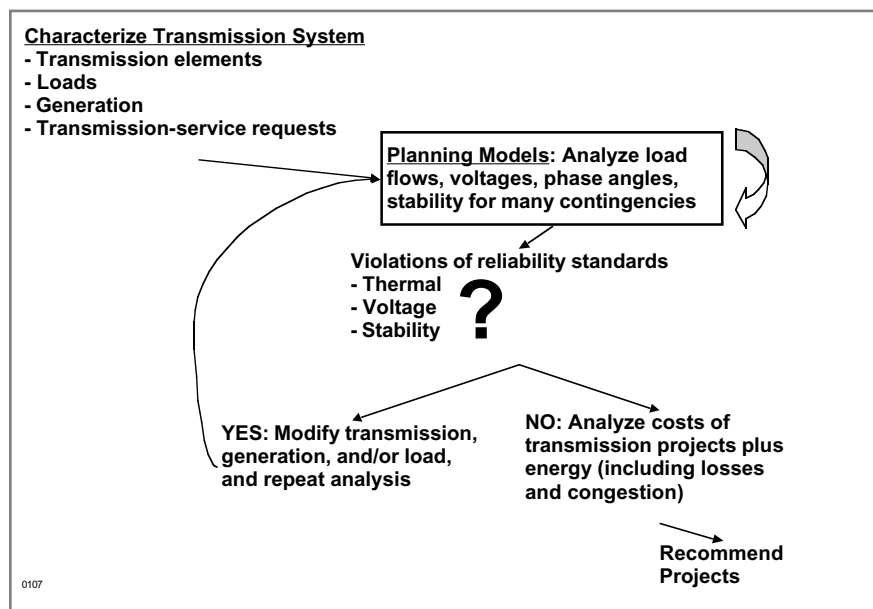 Characterize Transmission System
- Transmission elements
- Loads
- Generation
- Transmission-service requests
Planning Models: Analyze load
flows, voltages, phase angles,
stability for many contingencies
Violations of reliability standards
- Thermal
- Voltage
- Stability
?
YES: Modify transmission,
generation, and/or load,
and repeat analysis
NO: Analyze costs of
transmission projects plus
energy (including losses
and congestion)
Recommend
Projects
0107